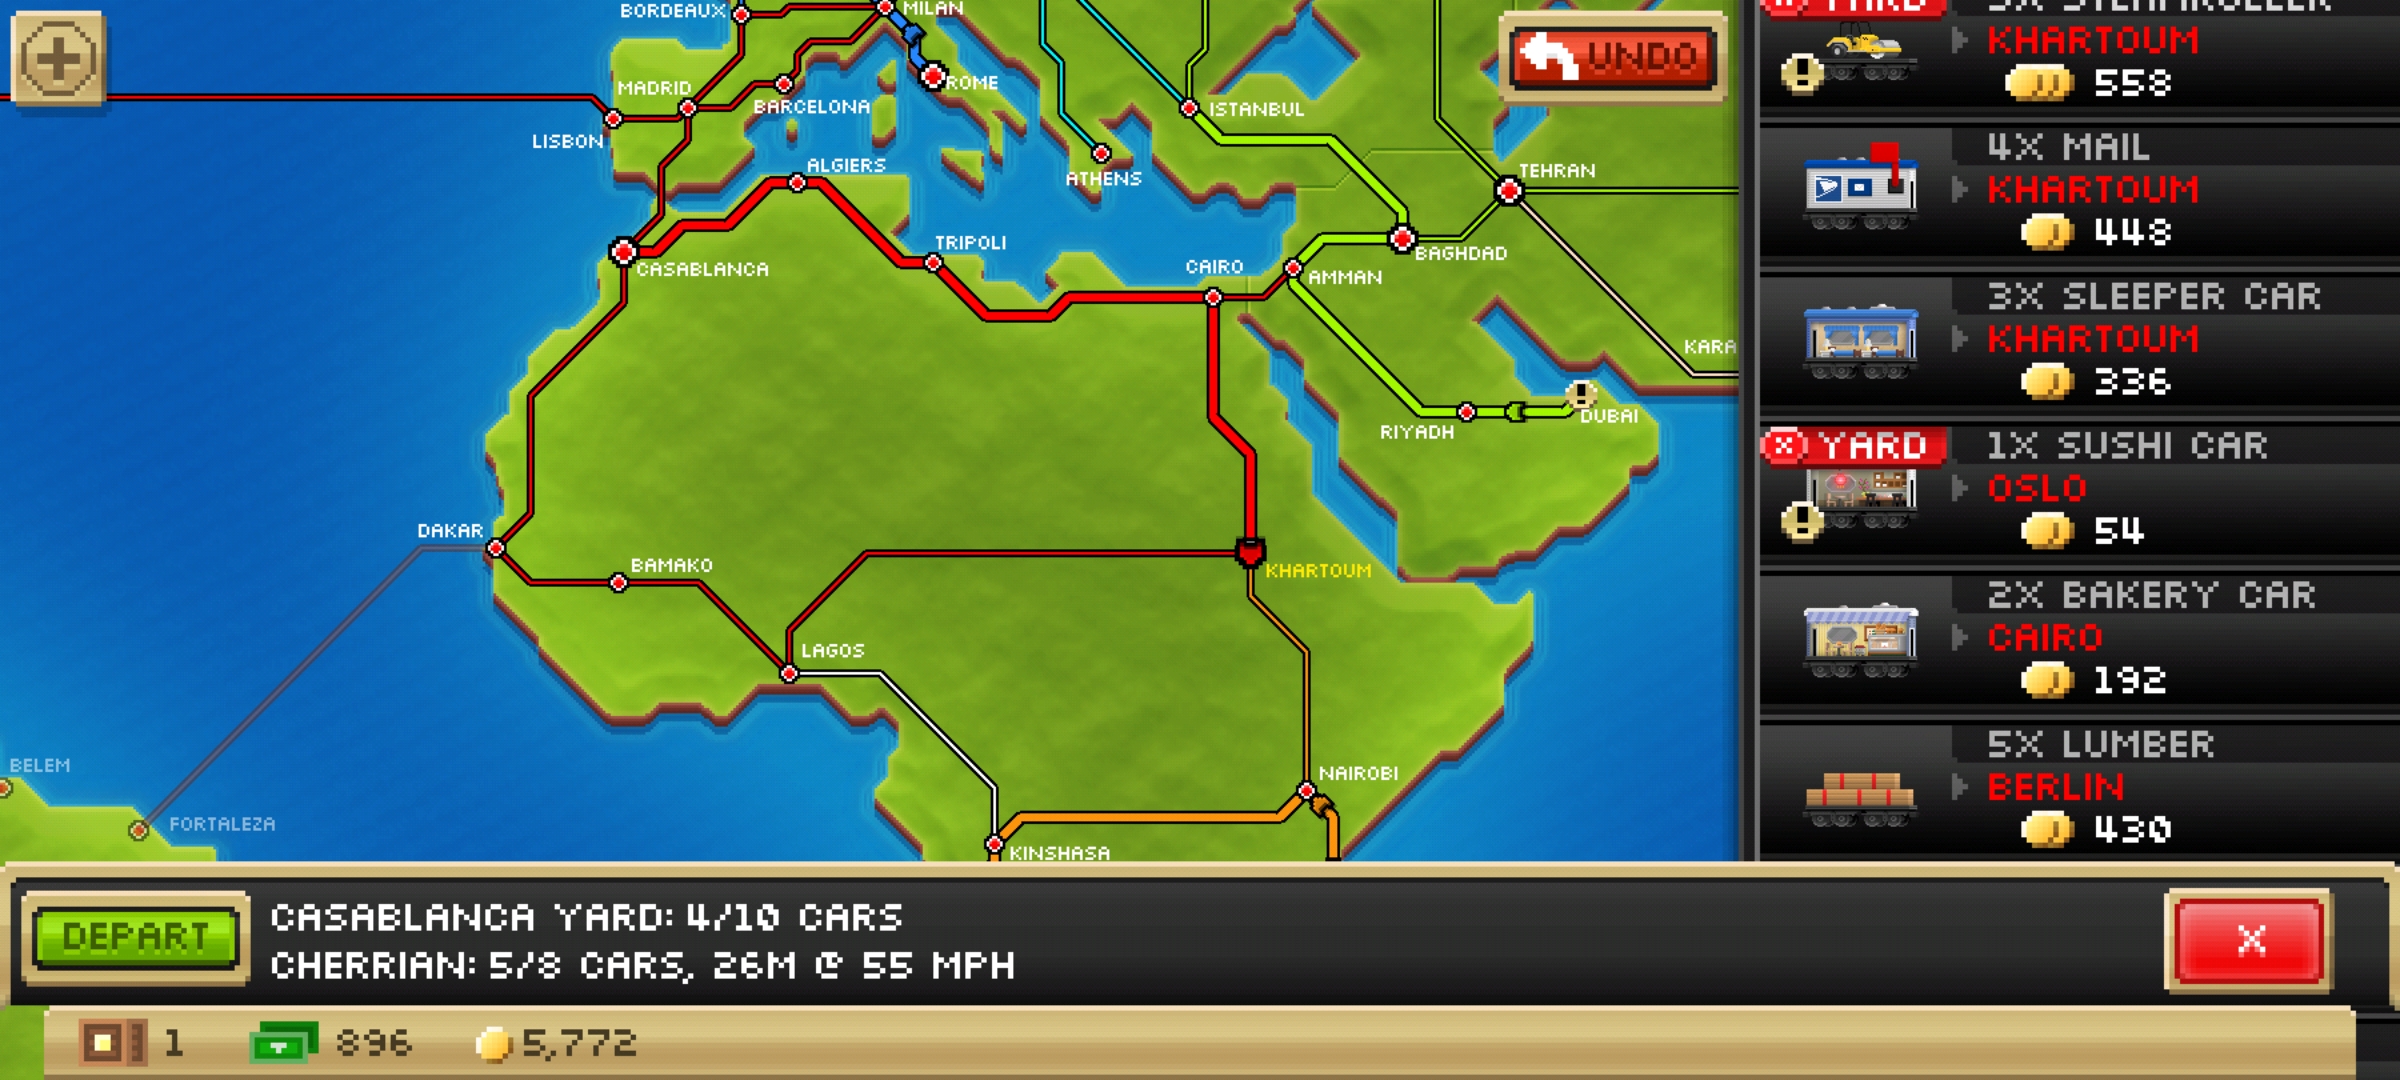 BORDEAUX
MILAN
MADRID
BARCELONA
ROME
LISBON
ALGIERS
ISTANBUL
ATHENS
TEHRAN
TRIPOLI
CASABLANCA
CAIRO
AMMAN
BAGHDAD
KARA
RIYADH
DUBAI
DAKAR
BAMAKO
KHARTOUM
LAGOS
NAIROBI
BELEM
FORTALEZA
KINSHASA
UNDO
YARD
3X STEAMROLLER
KHARTOUM
558
4X MAIL
KHARTOUM
448
3X SLEEPER CAR
KHARTOUM
336
YARD
1X SUSHI CAR
OSLO
54
2X BAKERY CAR
CAIRO
192
5X LUMBER
BERLIN
430
DEPART
CASABLANCA YARD: 4/10 CARS
CHERRIAN: 5/8 CARS, 26M @ 55 MPH
X
1
896
5,772